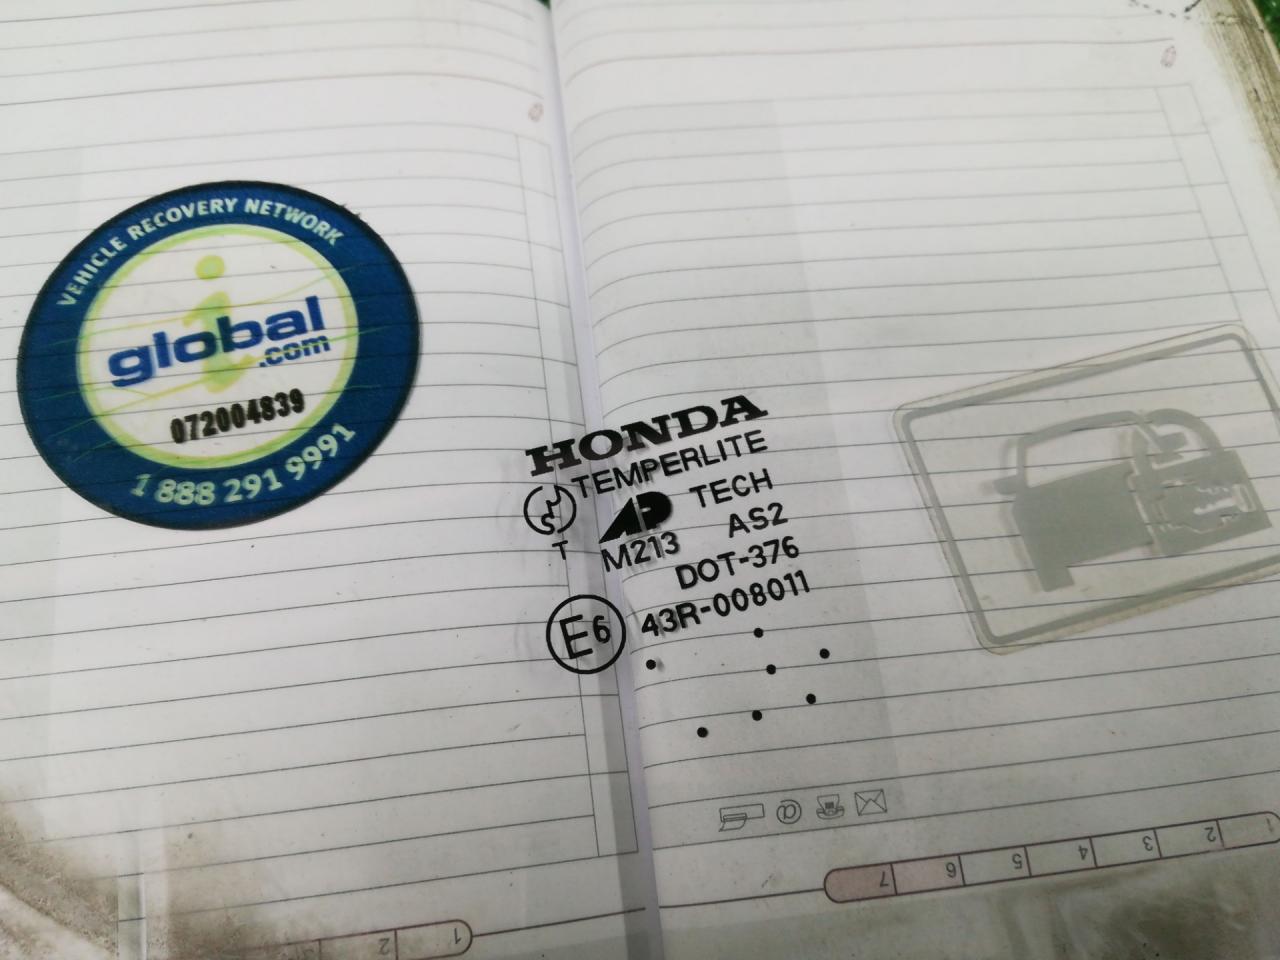 VEHICLE RECOVERY NETWORK
i
global
.com
072004839
1 888 291 9991
HONDA
TEMPERLITE
AP TECH
T M213 AS2
DOT-376
E6 43R-008011
@
7 6 5 4 3 2 1
2 1